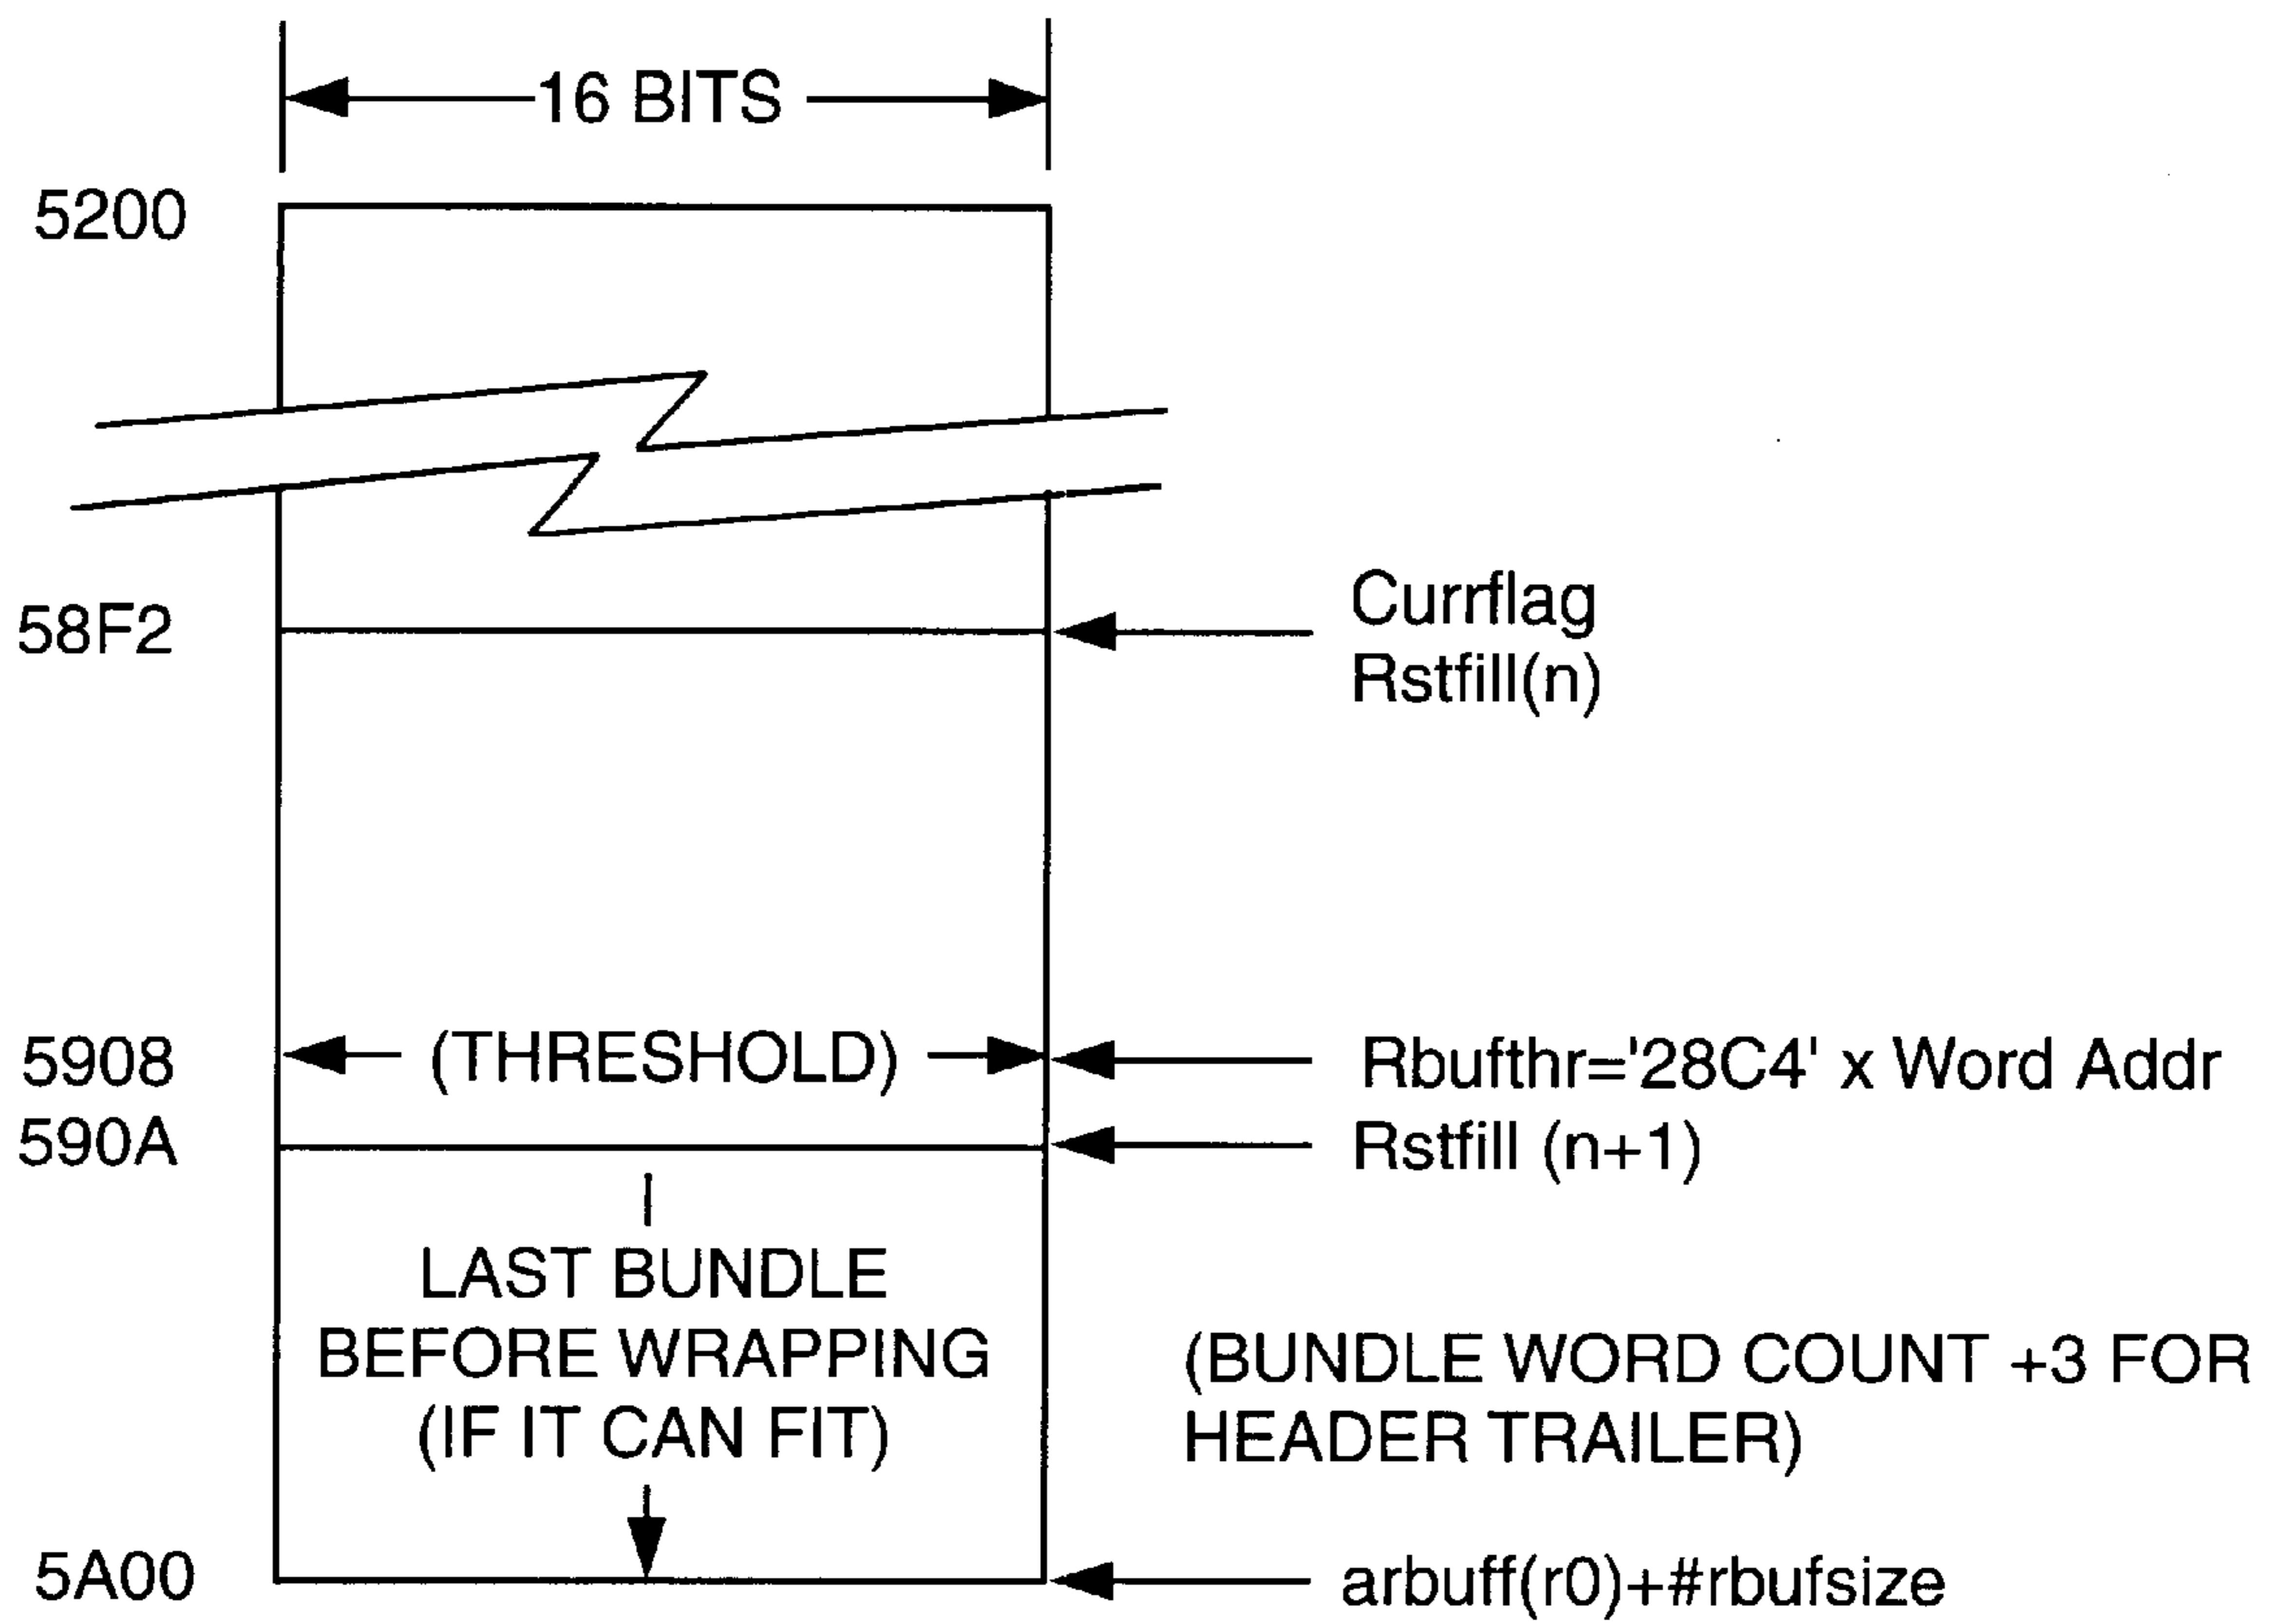 16 BITS
5200
58F2
Currflag
Rstfill(n)
5908
(THRESHOLD)
Rbufthr='28C4' x Word Addr
590A
Rstfill (n+1)
LAST BUNDLE
BEFORE WRAPPING
(IF IT CAN FIT)
(BUNDLE WORD COUNT +3 FOR
HEADER TRAILER)
5A00
arbuff(r0)+#rbufsize